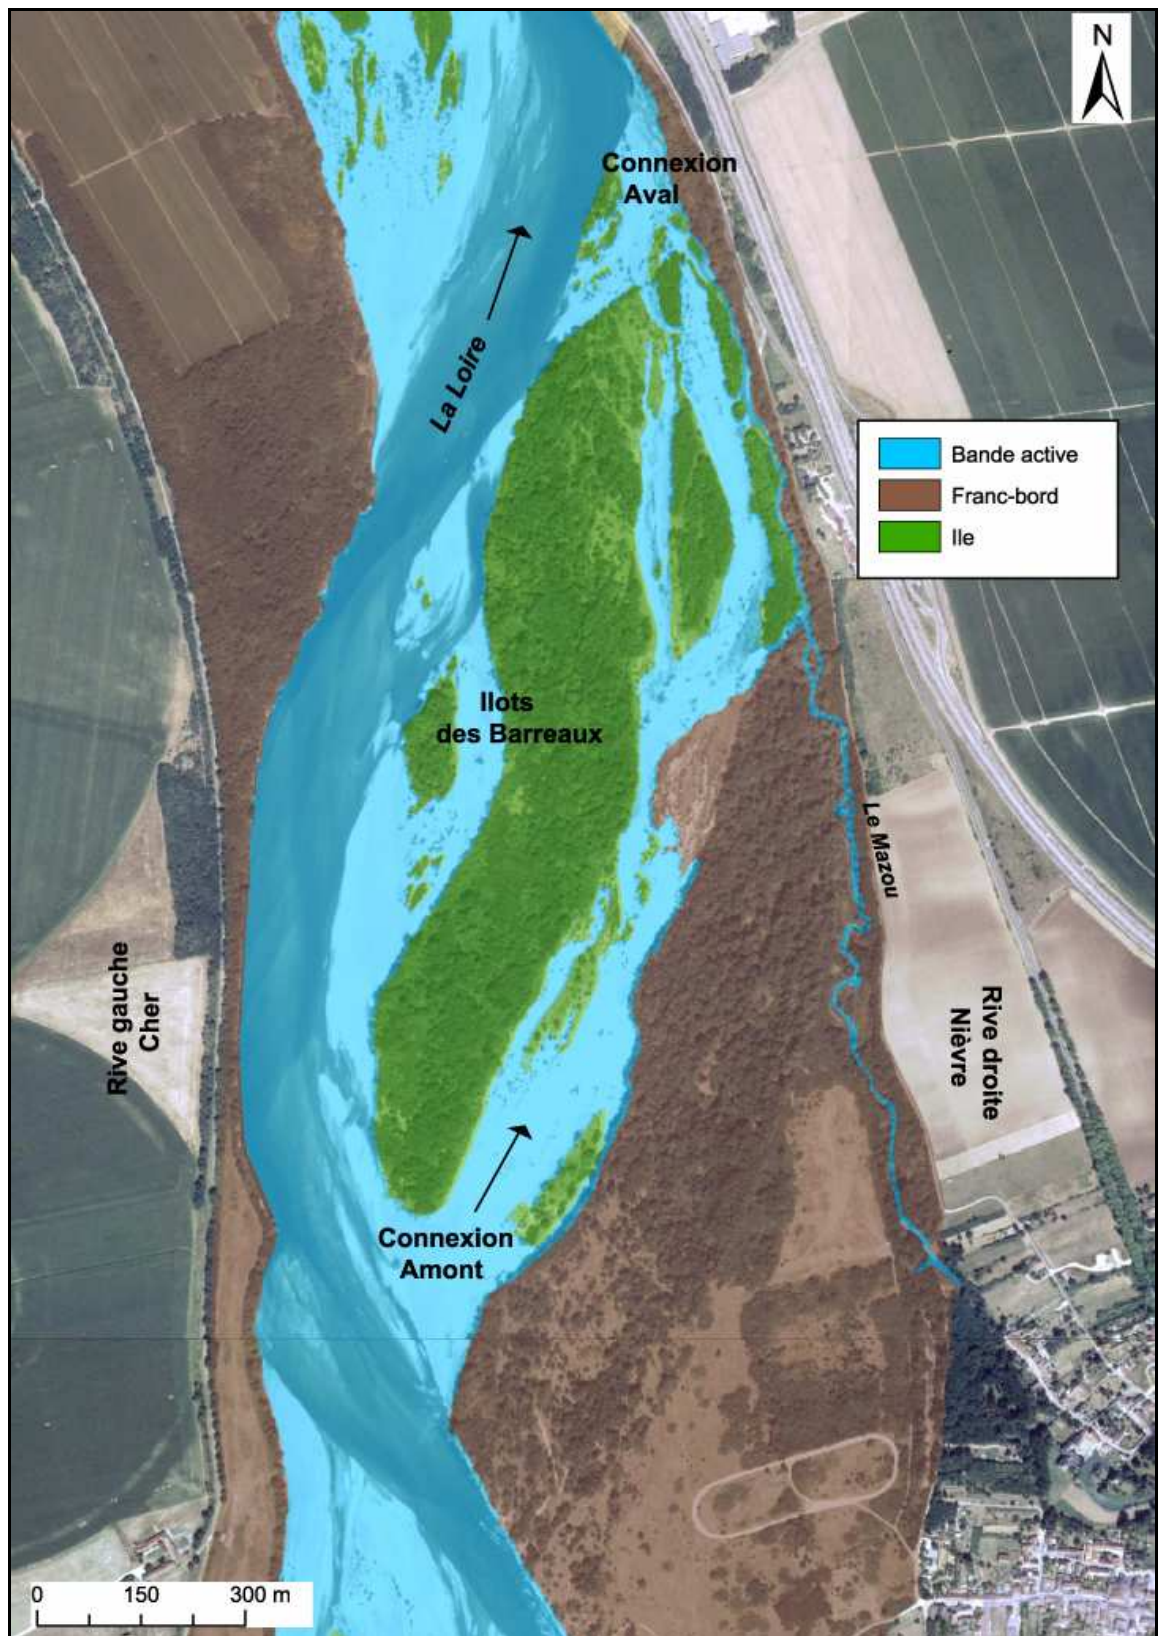 N
Connexion
Aval
La Loire
Bande active
Franc-bord
Ile
Ilots
des Barreaux
Le Mazou
Rive gauche
Cher
Rive droite
Nièvre
Connexion
Amont
0 150 300 m